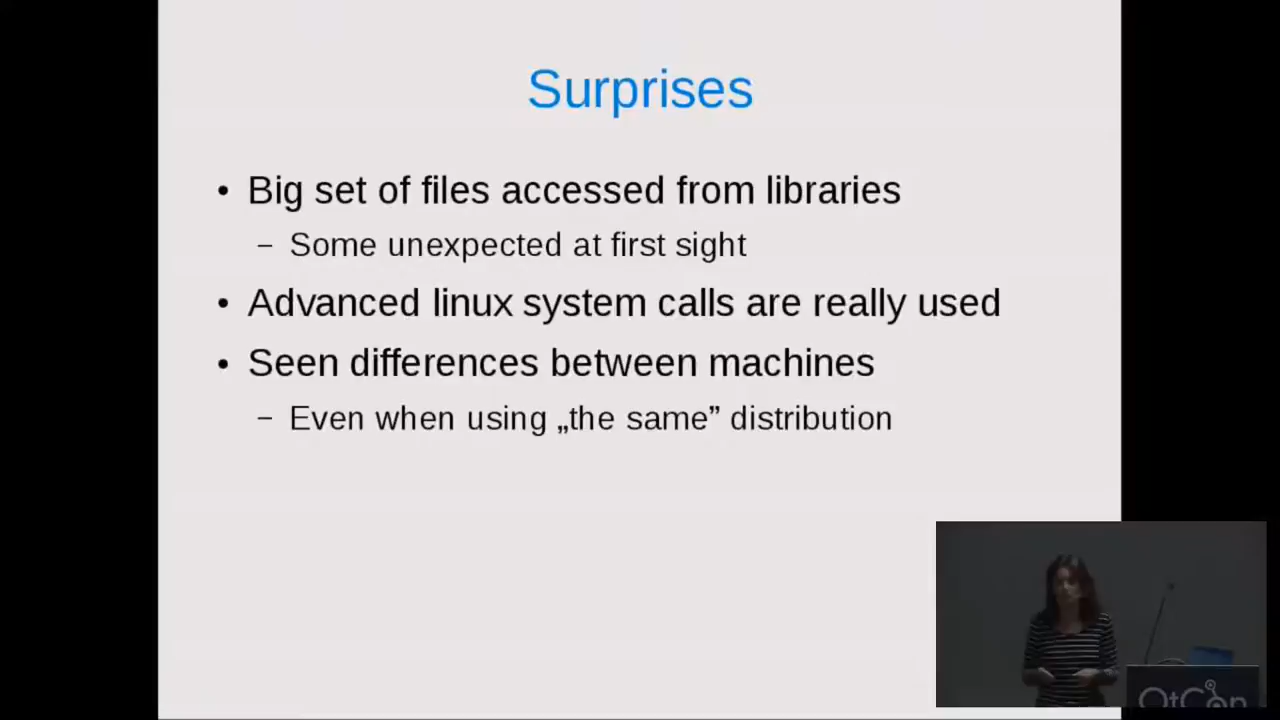 Surprises
• Big set of files accessed from libraries
– Some unexpected at first sight
• Advanced linux system calls are really used
• Seen differences between machines
– Even when using „the same” distribution
QtCon